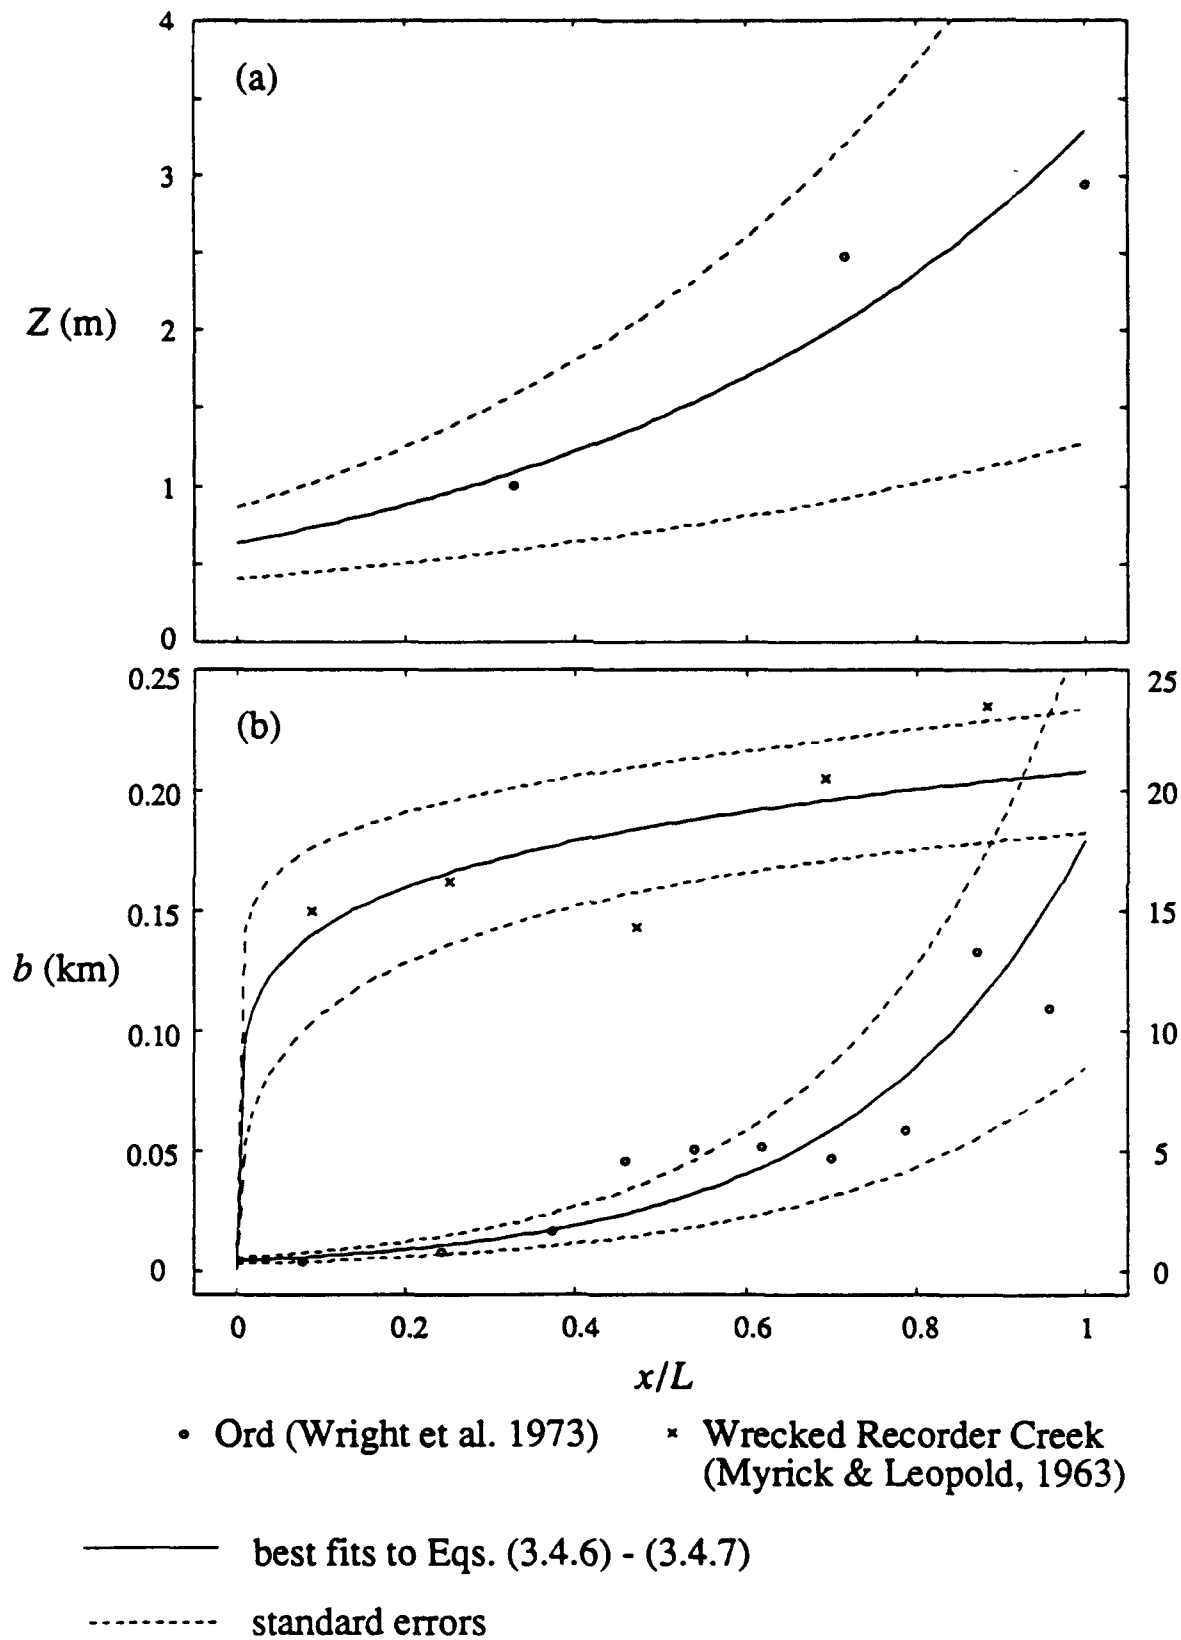 4
(a)
3
Z (m)
2
1
0
0.25
25
(b)
0.20
20
0.15
15
b (km)
0.10
10
0.05
5
0
0
0 0.2 0.4 0.6 0.8 1
x/L
Ord (Wright et al. 1973)
Wrecked Recorder Creek
(Myrick & Leopold, 1963)
best fits to Eqs. (3.4.6) - (3.4.7)
standard errors